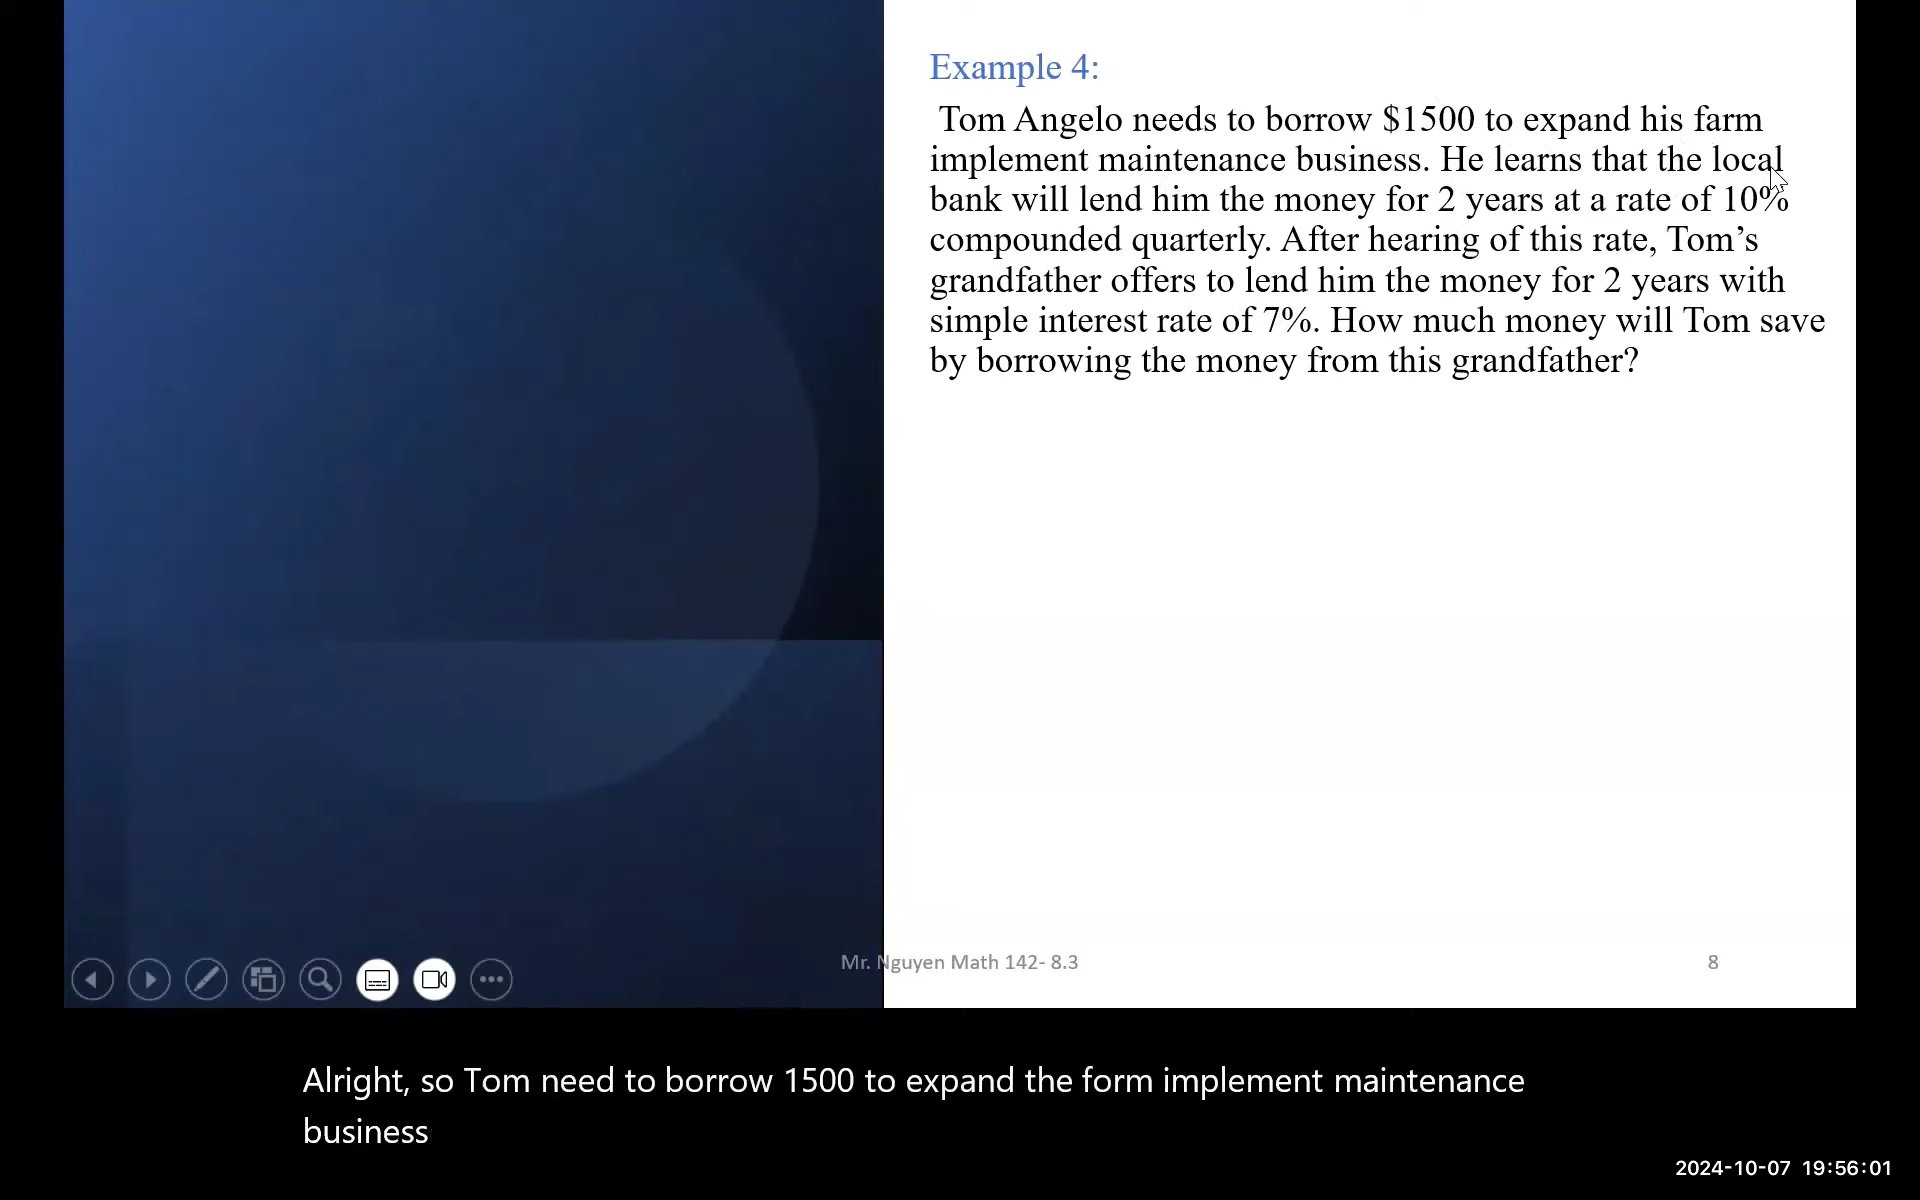 Example 4:
Tom Angelo needs to borrow $1500 to expand his farm
implement maintenance business. He learns that the local
bank will lend him the money for 2 years at a rate of 10%
compounded quarterly. After hearing of this rate, Tom’s
grandfather offers to lend him the money for 2 years with
simple interest rate of 7%. How much money will Tom save
by borrowing the money from this grandfather?
Mr. Nguyen Math 142- 8.3
8
Alright, so Tom need to borrow 1500 to expand the form implement maintenance
business
2024-10-07 19:56:01